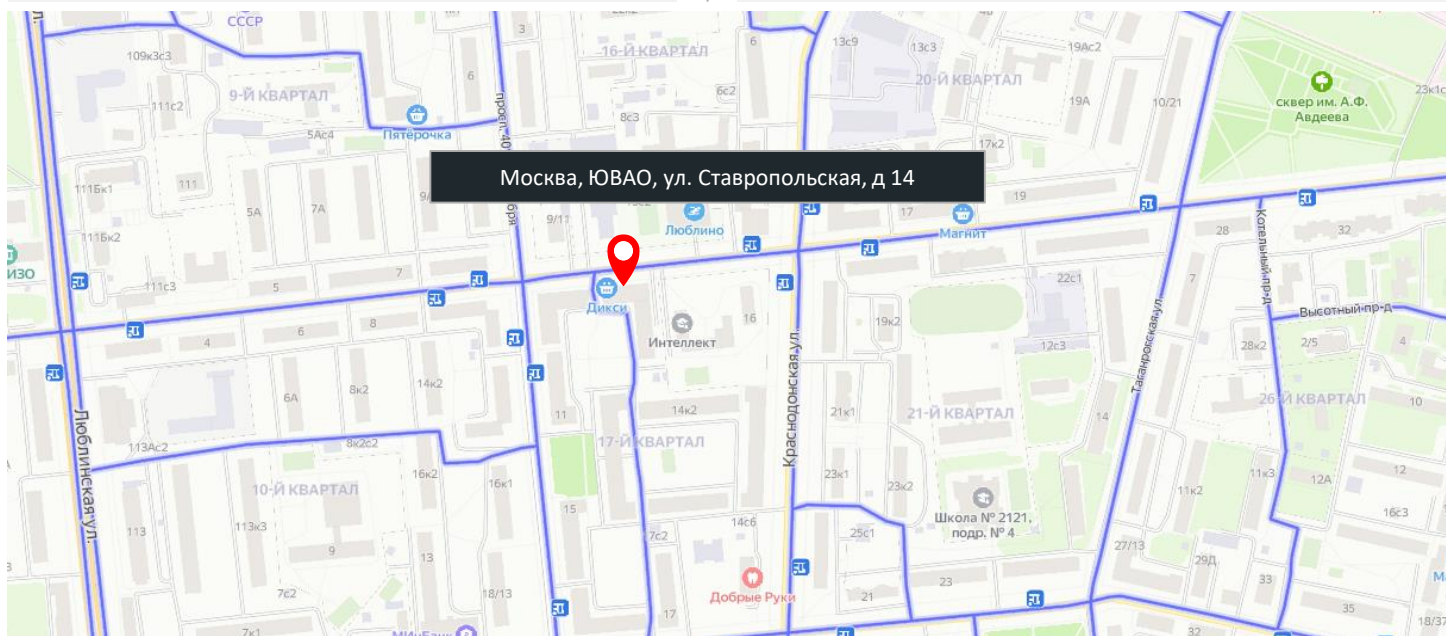 СССР
3
16-Й КВАРТАЛ
6
13с9
13с3
20-Й КВАРТАЛ
19Ас2
109к3с3
9-Й КВАРТАЛ
6
6с2
19А
10/21
сквер им. А.Ф.
Авдеева
111с2
5Ас4
Пятёрочка
8с3
17к2
Москва, ЮВАО, ул. Ставропольская, д 14
111Бк1
111
5А
7А
9/11
Люблино
17
Магнит
19
28
32
111Бк2
ИЗО
111с3
5
7
Дикси
22с1
7
Котельный пр-д
Высотный пр-д
4
6
8
Интеллект
16
19к2
12с3
Таганрогская ул.
28к2
2/5
4
6А
8к2
14к2
11
14к2
Краснодонская ул.
21к1
21-Й КВАРТАЛ
14
26-Й КВАРТАЛ
10
Люблинская ул.
113Ас2
8к2с2
17-Й КВАРТАЛ
16к2
16к1
10-Й КВАРТАЛ
23к1
23к2
11к2
11к3
12А
12
16с3
15
14с6
7с2
25с1
Школа № 2121,
подр. № 4
113
113к3
9
13
27/13
29Д
33
Добрые Руки
7с2
18/13
17
21
23
35
18/37
7к1
МИнБанк
32